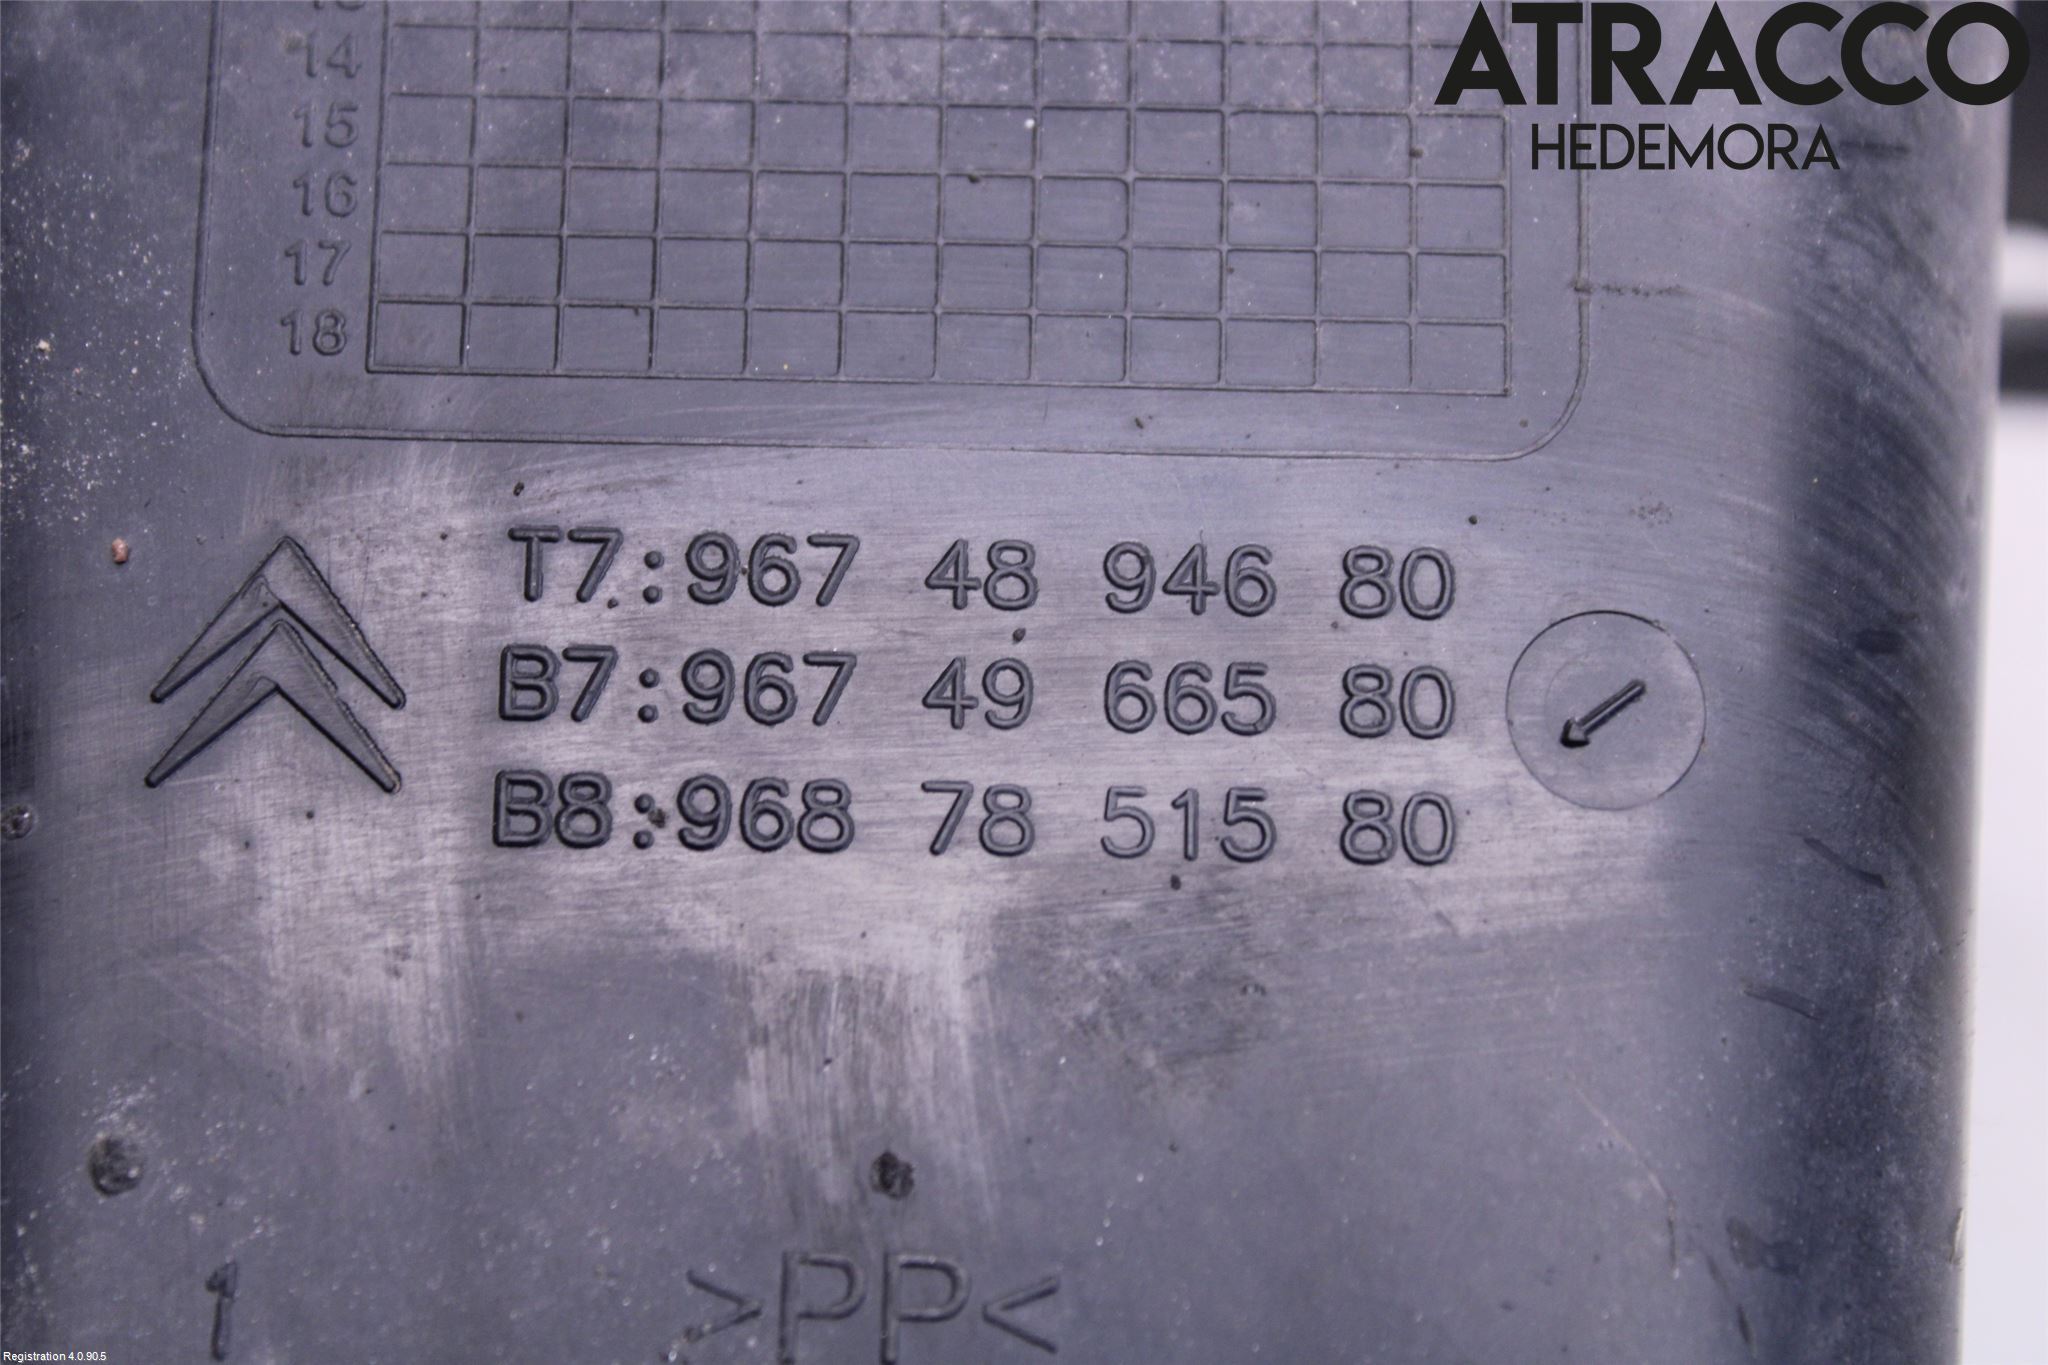 ATRACCO
HEDEMORA
14
15
16
17
18
T7:967 48 946 80
B7:967 49 665 80
B8:968 78 515 80
1
>PP<
Registration 4.0.90.5